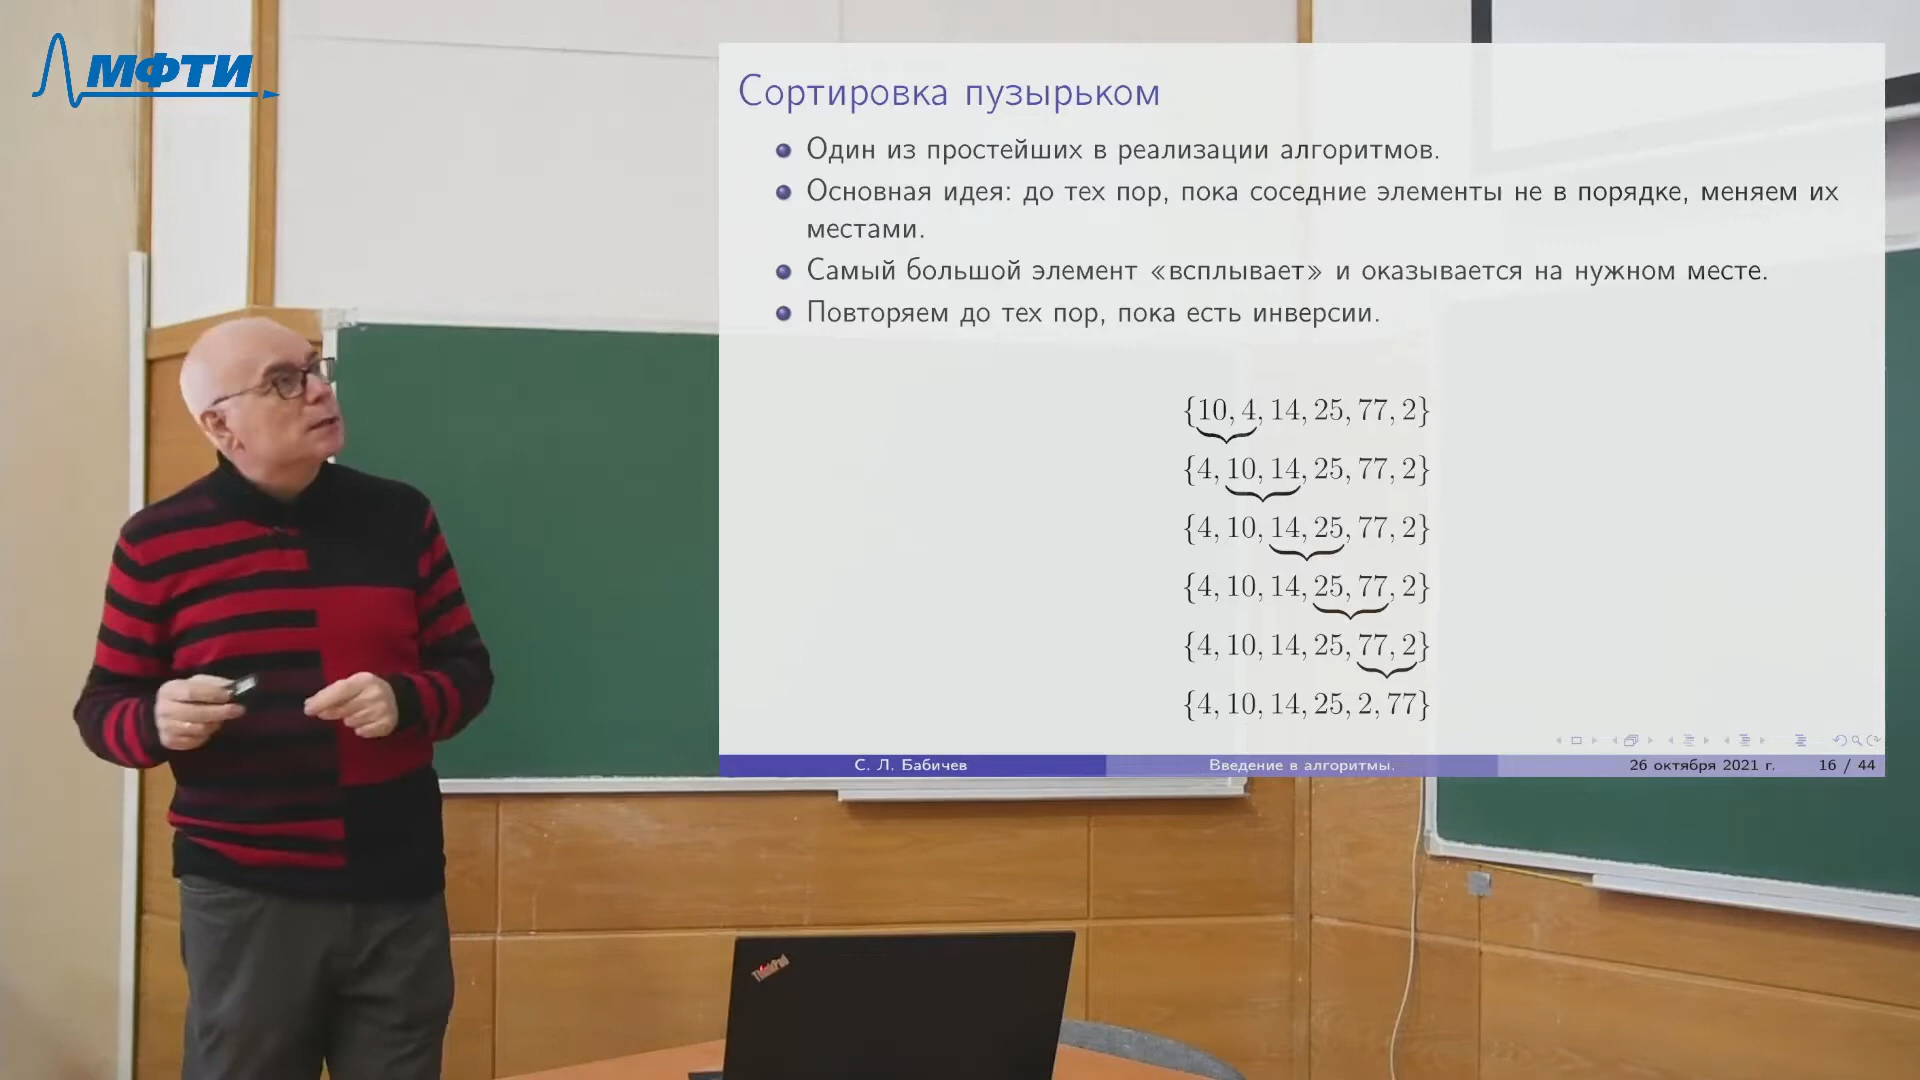 МФТИ
Сортировка пузырьком
Один из простейших в реализации алгоритмов.
Основная идея: до тех пор, пока соседние элементы не в порядке, меняем их
местами.
Самый большой элемент «всплывает» и оказывается на нужном месте.
Повторяем до тех пор, пока есть инверсии.
{10, 4, 14, 25, 77, 2}
{4, 10, 14, 25, 77, 2}
{4, 10, 14, 25, 77, 2}
{4, 10, 14, 25, 77, 2}
{4, 10, 14, 25, 77, 2}
{4, 10, 14, 25, 2, 77}
С. Л. Бабичев
Введение в алгоритмы.
26 октября 2021 г.
16 / 44
ThinkPad